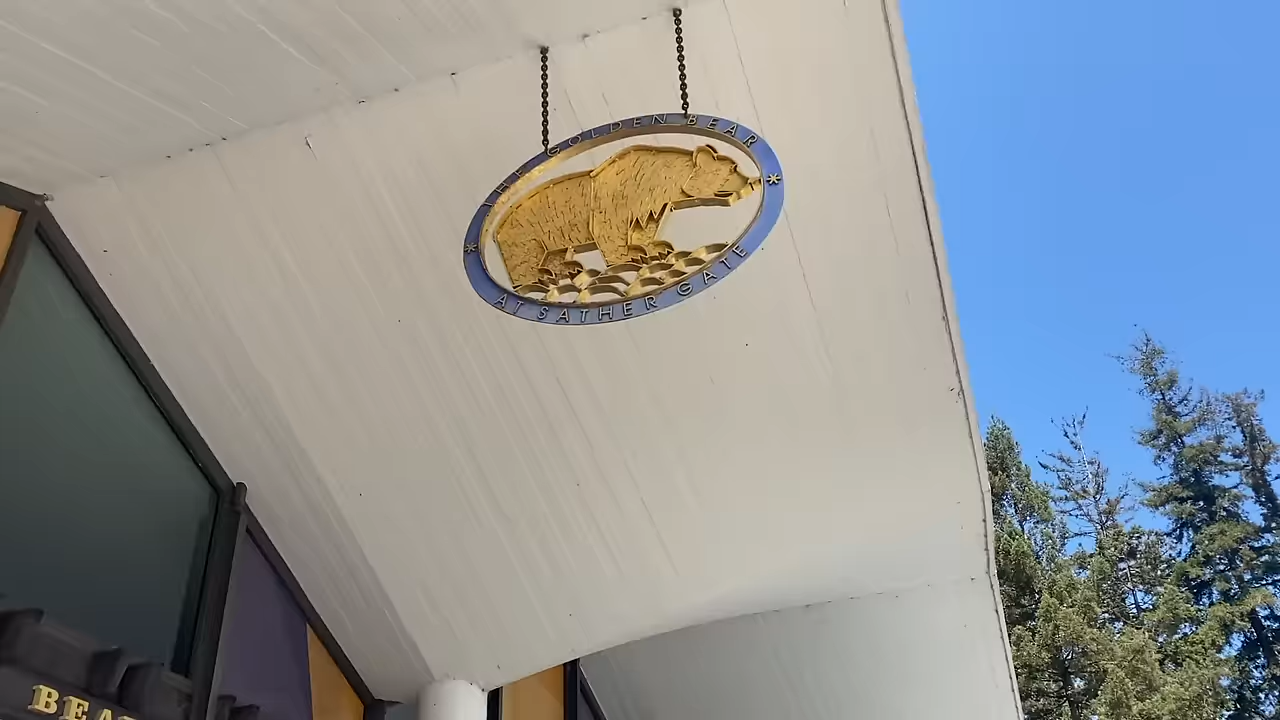 * THE GOLDEN BEAR *
AT SATHER GATE